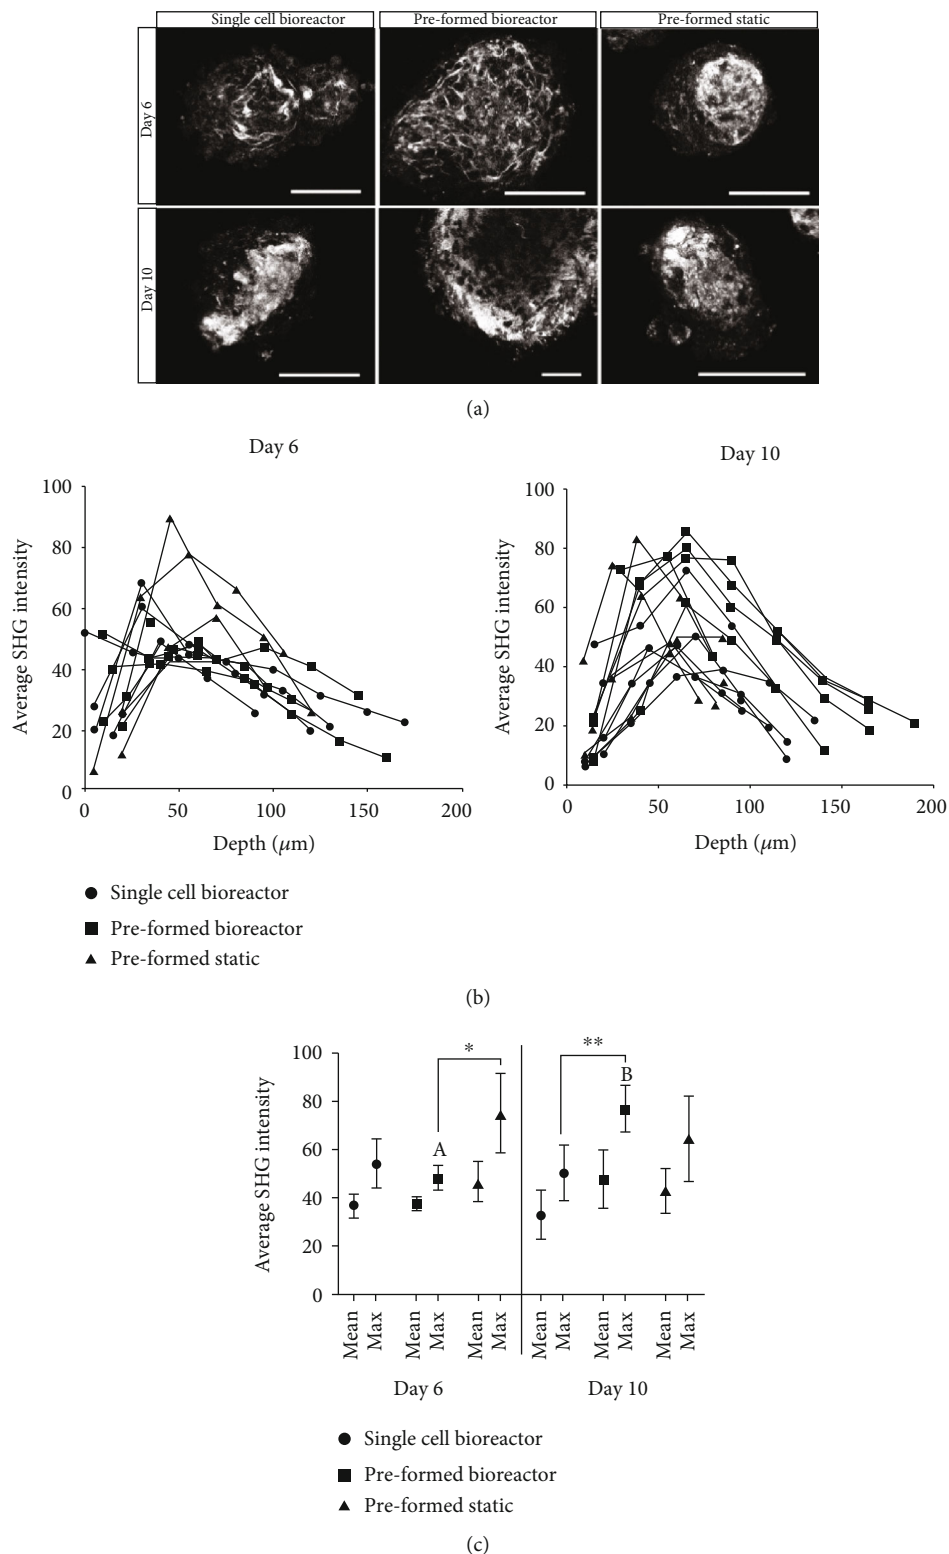 Single cell bioreactor Pre-formed bioreactor Pre-formed static
Day 6
Day 10
(a)
Day 6
Average SHG intensity
100
80
60
40
20
0
0 50 100 150 200
Depth (μm)
Day 10
Average SHG intensity
100
80
60
40
20
0
0 50 100 150 200
Depth (μm)
Single cell bioreactor
Pre-formed bioreactor
Pre-formed static
(b)
Average SHG intensity
100
80
60
40
20
0
*
A
**
B
Mean Max Mean Max Mean Max Mean Max Mean Max Mean Max
Day 6 Day 10
Single cell bioreactor
Pre-formed bioreactor
Pre-formed static
(c)